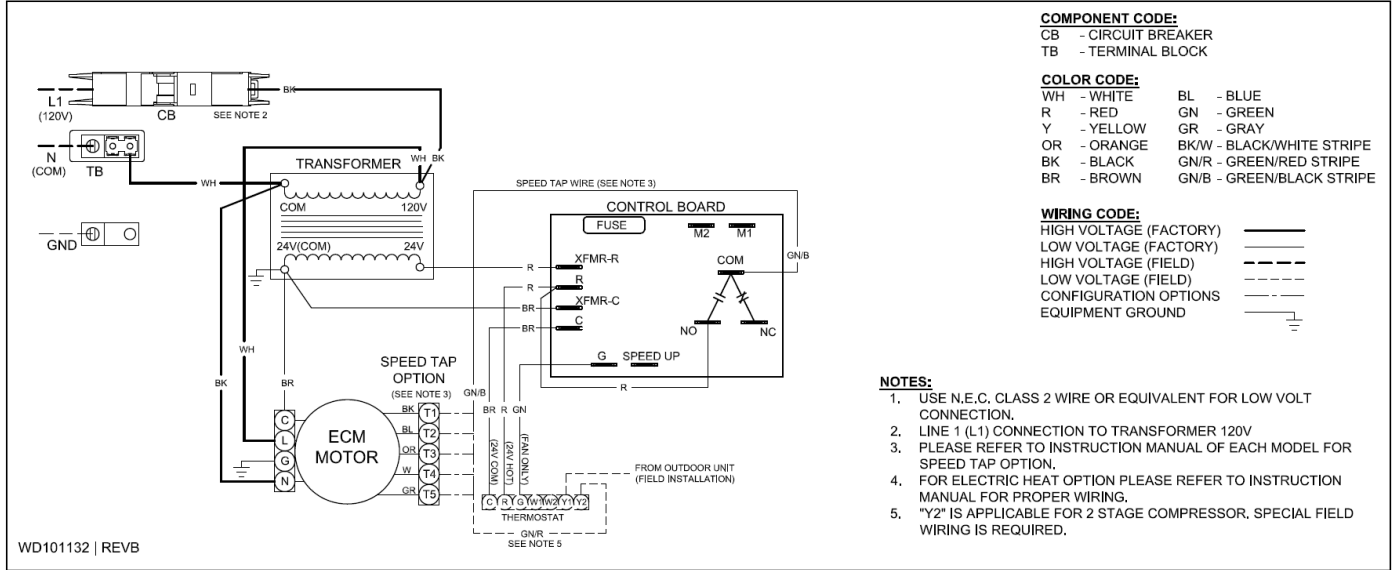 L1
(120V)
CB
SEE NOTE 2
BK
N
(COM)
TB
WH
GND
WH BK
TRANSFORMER
COM
120V
24V(COM)
24V
SPEED TAP WIRE (SEE NOTE 3)
CONTROL BOARD
FUSE
M2
M1
GN/B
COM
NO
NC
XFMR-R
R
XFMR-C
C
R
R
BR
BR
G
SPEED UP
R
WH
BK
BR
SPEED TAP
OPTION
(SEE NOTE 3)
GN/B
BR R GN
C
L
G
N
ECM
MOTOR
BK T1
BL T2
OR T3
W T4
GR T5
(24V COM)
(24V HOT)
(FAN ONLY)
FROM OUTDOOR UNIT
(FIELD INSTALLATION)
C R G W1 W2 Y1 Y2
THERMOSTAT
GN/R
SEE NOTE 5
WD101132 | REVB
COMPONENT CODE:
CB - CIRCUIT BREAKER
TB - TERMINAL BLOCK
COLOR CODE:
WH - WHITE BL - BLUE
R - RED GN - GREEN
Y - YELLOW GR - GRAY
OR - ORANGE BK/W - BLACK/WHITE STRIPE
BK - BLACK GN/R - GREEN/RED STRIPE
BR - BROWN GN/B - GREEN/BLACK STRIPE
WIRING CODE:
HIGH VOLTAGE (FACTORY)
LOW VOLTAGE (FACTORY)
HIGH VOLTAGE (FIELD)
LOW VOLTAGE (FIELD)
CONFIGURATION OPTIONS
EQUIPMENT GROUND
NOTES:
1. USE N.E.C. CLASS 2 WIRE OR EQUIVALENT FOR LOW VOLT
CONNECTION.
2. LINE 1 (L1) CONNECTION TO TRANSFORMER 120V
3. PLEASE REFER TO INSTRUCTION MANUAL OF EACH MODEL FOR
SPEED TAP OPTION.
4. FOR ELECTRIC HEAT OPTION PLEASE REFER TO INSTRUCTION
MANUAL FOR PROPER WIRING.
5. "Y2" IS APPLICABLE FOR 2 STAGE COMPRESSOR, SPECIAL FIELD
WIRING IS REQUIRED.